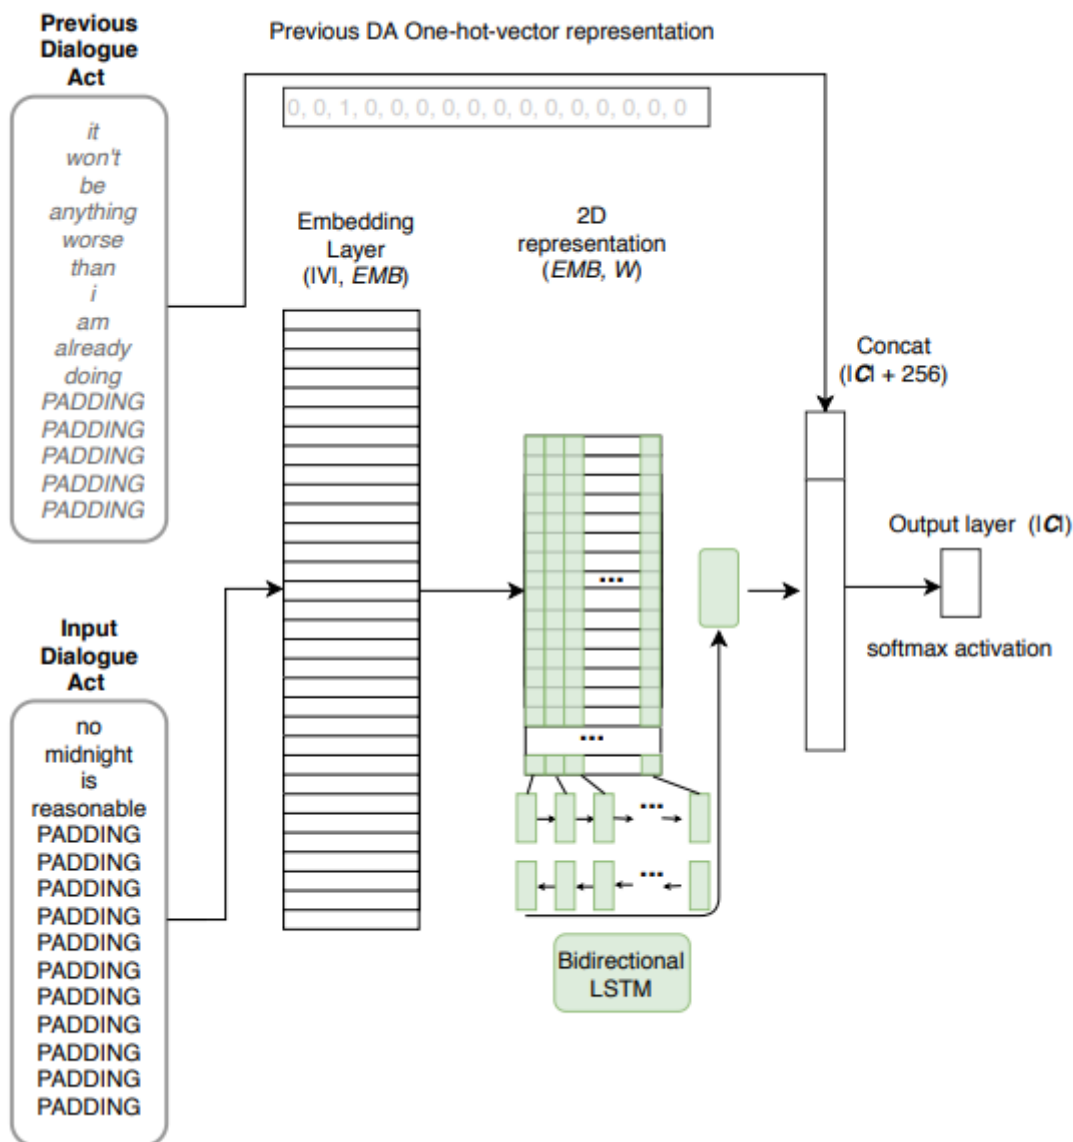 Previous
Dialogue
Act
it
won't
be
anything
worse
than
i
am
already
doing
PADDING
PADDING
PADDING
PADDING
PADDING
Previous DA One-hot-vector representation
0, 0, 1, 0, 0, 0, 0, 0, 0, 0, 0, 0, 0, 0, 0, 0
Embedding
Layer
(|V|, EMB)
2D
representation
(EMB, W)
...
...
...
...
Concat
(|C| + 256)
Output layer (|C|)
softmax activation
Input
Dialogue
Act
no
midnight
is
reasonable
PADDING
PADDING
PADDING
PADDING
PADDING
PADDING
PADDING
PADDING
PADDING
PADDING
PADDING
Bidirectional
LSTM